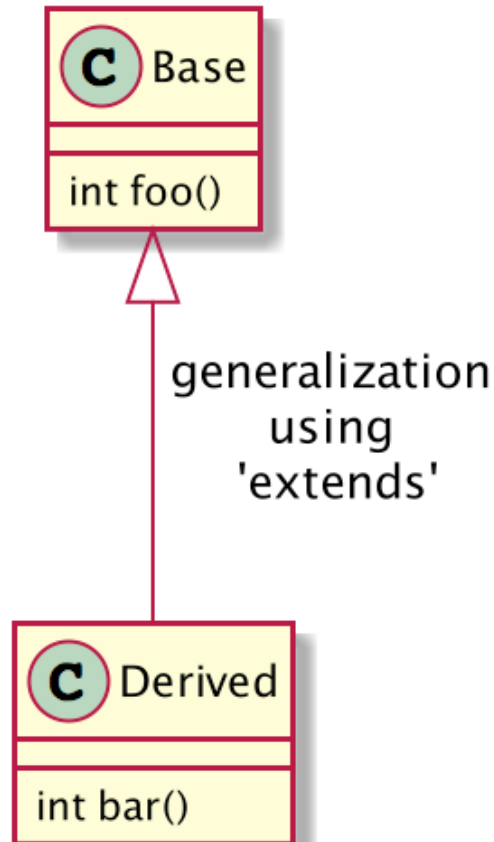 C Base
int foo()
generalization
using
'extends'
C Derived
int bar()